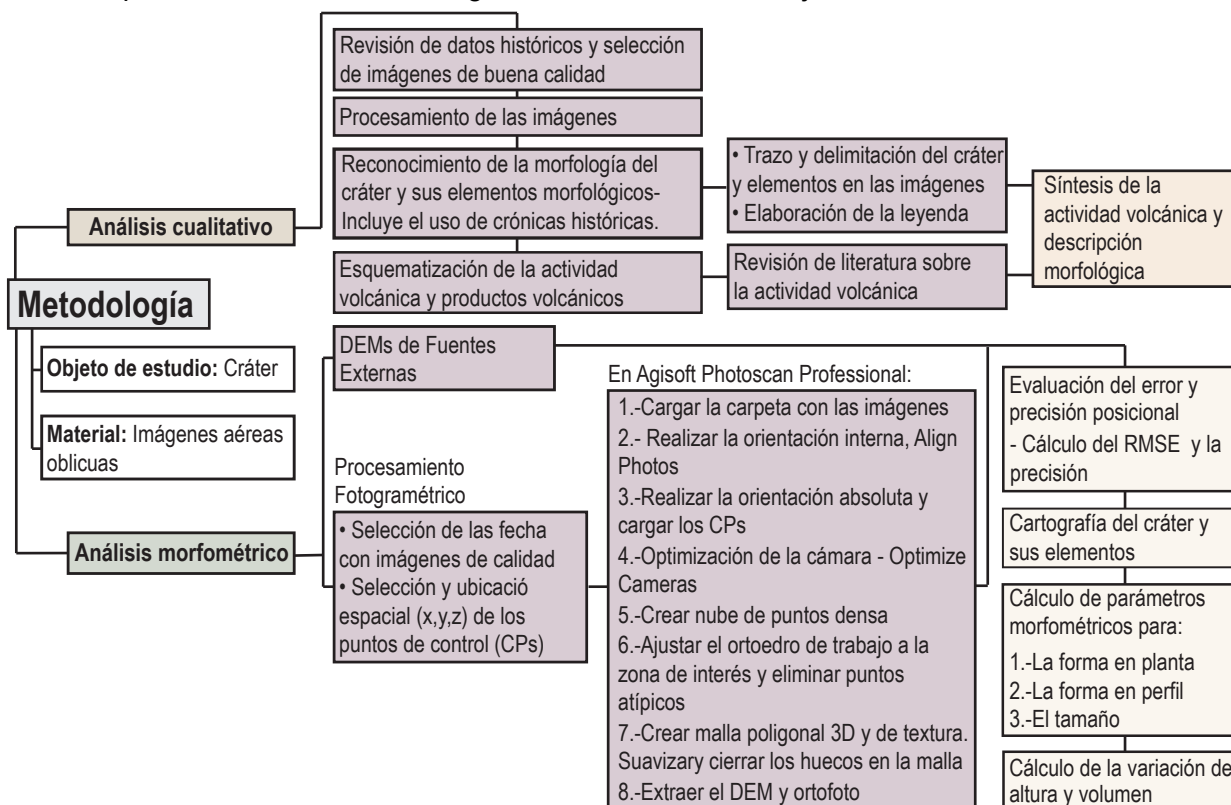 Revisión de datos históricos y selección
de imágenes de buena calidad
Procesamiento de las imágenes
Reconocimiento de la morfología del
cráter y sus elementos morfológicos-
Incluye el uso de crónicas históricas.
• Trazo y delimitación del cráter
y elementos en las imágenes
• Elaboración de la leyenda
Síntesis de la
actividad volcánica y
descripción
morfológica
Análisis cualitativo
Esquematización de la actividad
volcánica y productos volcánicos
Revisión de literatura sobre
la actividad volcánica
Metodología
Objeto de estudio: Cráter
Material: Imágenes aéreas
oblicuas
Análisis morfométrico
DEMs de Fuentes
Externas
Procesamiento
Fotogramétrico
• Selección de las fecha
con imágenes de calidad
• Selección y ubicació
espacial (x,y,z) de los
puntos de control (CPs)
En Agisoft Photoscan Professional:
1.-Cargar la carpeta con las imágenes
2.- Realizar la orientación interna, Align
Photos
3.-Realizar la orientación absoluta y
cargar los CPs
4.-Optimización de la cámara - Optimize
Cameras
5.-Crear nube de puntos densa
6.-Ajustar el ortoedro de trabajo a la
zona de interés y eliminar puntos
atípicos
7.-Crear malla poligonal 3D y de textura.
Suavizary cerrar los huecos en la malla
8.-Extraer el DEM y ortofoto
Evaluación del error y
precisión posicional
- Cálculo del RMSE y la
precisión
Cartografía del cráter y
sus elementos
Cálculo de parámetros
morfométricos para:
1.-La forma en planta
2.-La forma en perfil
3.-El tamaño
Cálculo de la variación de
altura y volumen